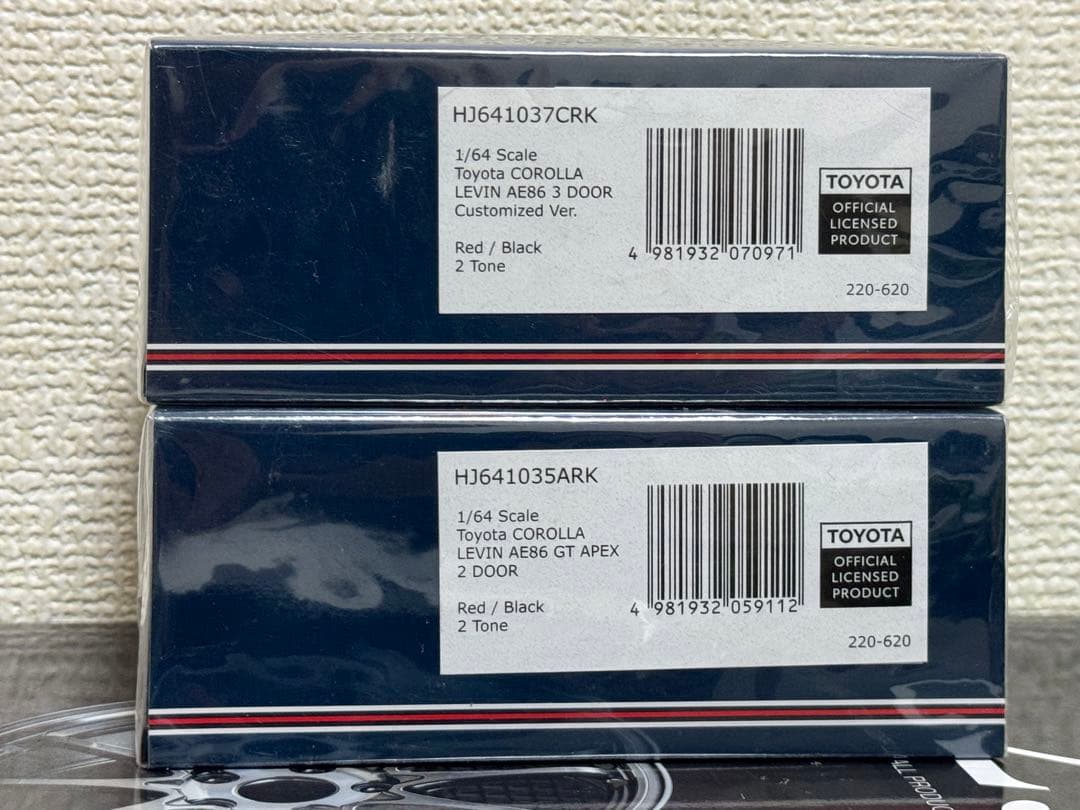 HJ641037CRK
1/64 Scale
Toyota COROLLA
LEVIN AE86 3 DOOR
Customized Ver.
Red / Black
2 Tone
4 981932 070971
TOYOTA
OFFICIAL
LICENSED
PRODUCT
220-620
HJ641035ARK
1/64 Scale
Toyota COROLLA
LEVIN AE86 GT APEX
2 DOOR
Red / Black
2 Tone
4 981932 059112
TOYOTA
OFFICIAL
LICENSED
PRODUCT
220-620
ALL